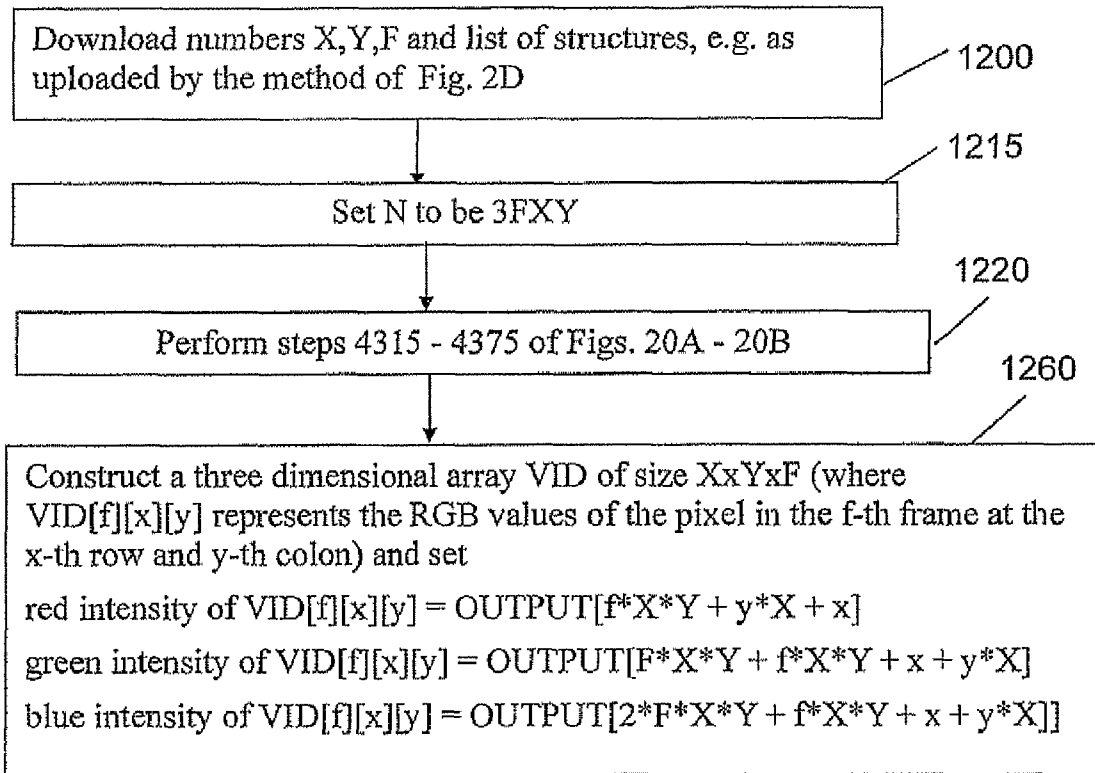 Download numbers X,Y,F and list of structures, e.g. as
uploaded by the method of Fig. 2D
1200
1215
Set N to be 3FXY
1220
Perform steps 4315 - 4375 of Figs. 20A - 20B
1260
Construct a three dimensional array VID of size XxYxF (where
VID[f][x][y] represents the RGB values of the pixel in the f-th frame at the
x-th row and y-th colon) and set
red intensity of VID[f][x][y] = OUTPUT[f*X*Y + y*X + x]
green intensity of VID[f][x][y] = OUTPUT[F*X*Y + f*X*Y + x + y*X]
blue intensity of VID[f][x][y] = OUTPUT[2*F*X*Y + f*X*Y + x + y*X]]